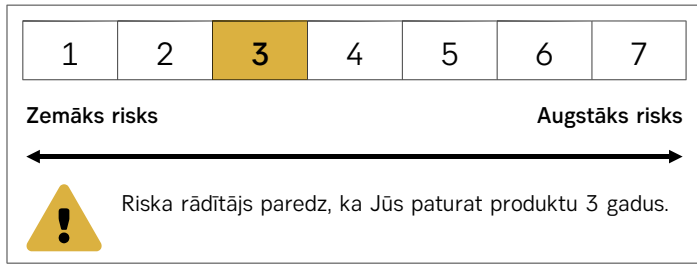 1 2 3 4 5 6 7
Zemāks risks Augstāks risks
Riska rādītājs paredz, ka Jūs paturat produktu 3 gadus.